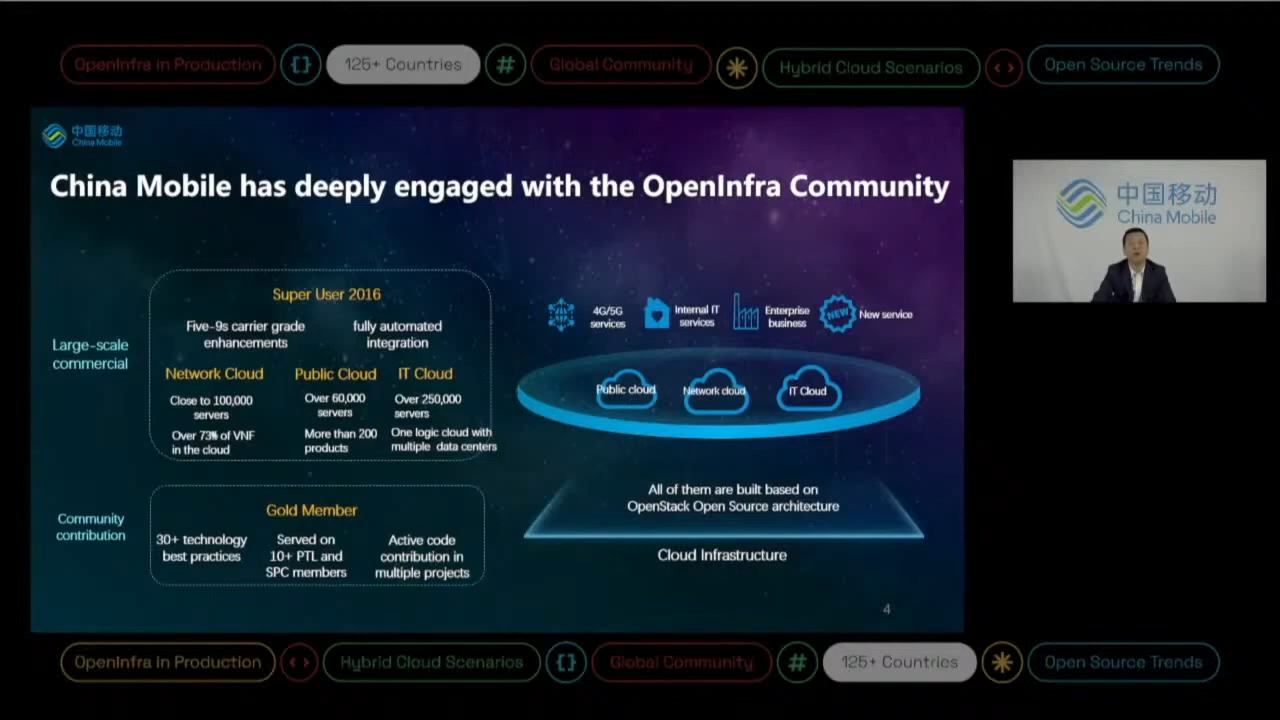 OpenInfra in Production
{}
125+ Countries
#
Global Community
Hybrid Cloud Scenarios
<>
Open Source Trends
中国移动
China Mobile
China Mobile has deeply engaged with the OpenInfra Community
Large-scale
commercial
Super User 2016
Five-9s carrier grade
enhancements
fully automated
integration
Network Cloud
Close to 100,000
servers
Over 73% of VNF
in the cloud
Public Cloud
Over 60,000
servers
More than 200
products
IT Cloud
Over 250,000
servers
One logic cloud with
multiple data centers
Community
contribution
Gold Member
30+ technology
best practices
Served on
10+ PTL and
SPC members
Active code
contribution in
multiple projects
4G/5G
services
Internal IT
services
Enterprise
business
NEW
New service
Public cloud
Network cloud
IT Cloud
All of them are built based on
OpenStack Open Source architecture
Cloud Infrastructure
4
中国移动
China Mobile
OpenInfra in Production
<>
Hybrid Cloud Scenarios
{}
Global Community
#
125+ Countries
Open Source Trends